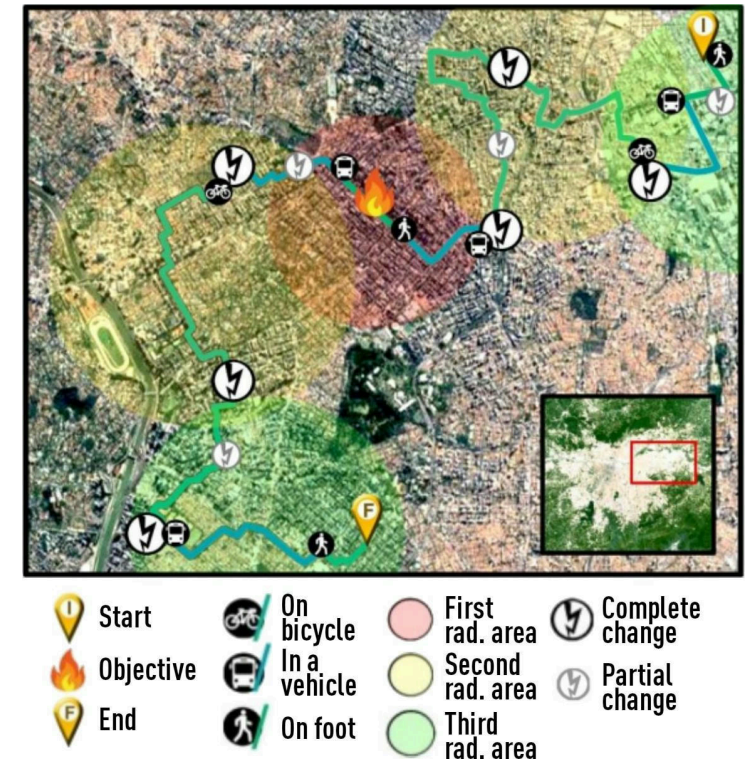 I
F
Start
Objective
End
On
bicycle
In a
vehicle
On foot
First
rad. area
Second
rad. area
Third
rad. area
Complete
change
Partial
change